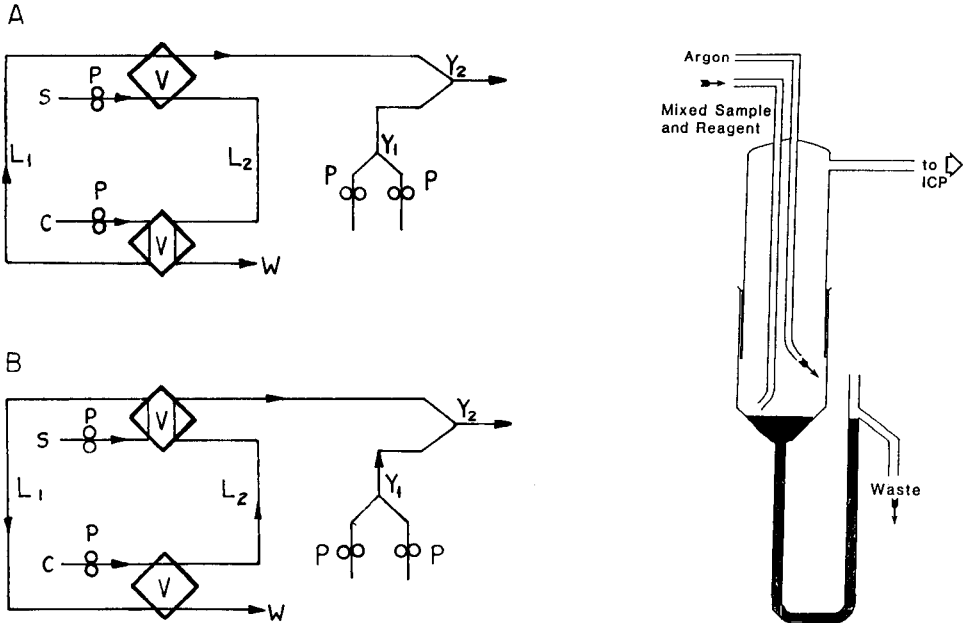 A
P
V
Y2
S
L1
L2
Y1
P
P
P
C
V
W
B
P
V
Y2
S
L1
L2
Y1
P
P
P
C
V
W
Argon
Mixed Sample
and Reagent
to
ICP
Waste